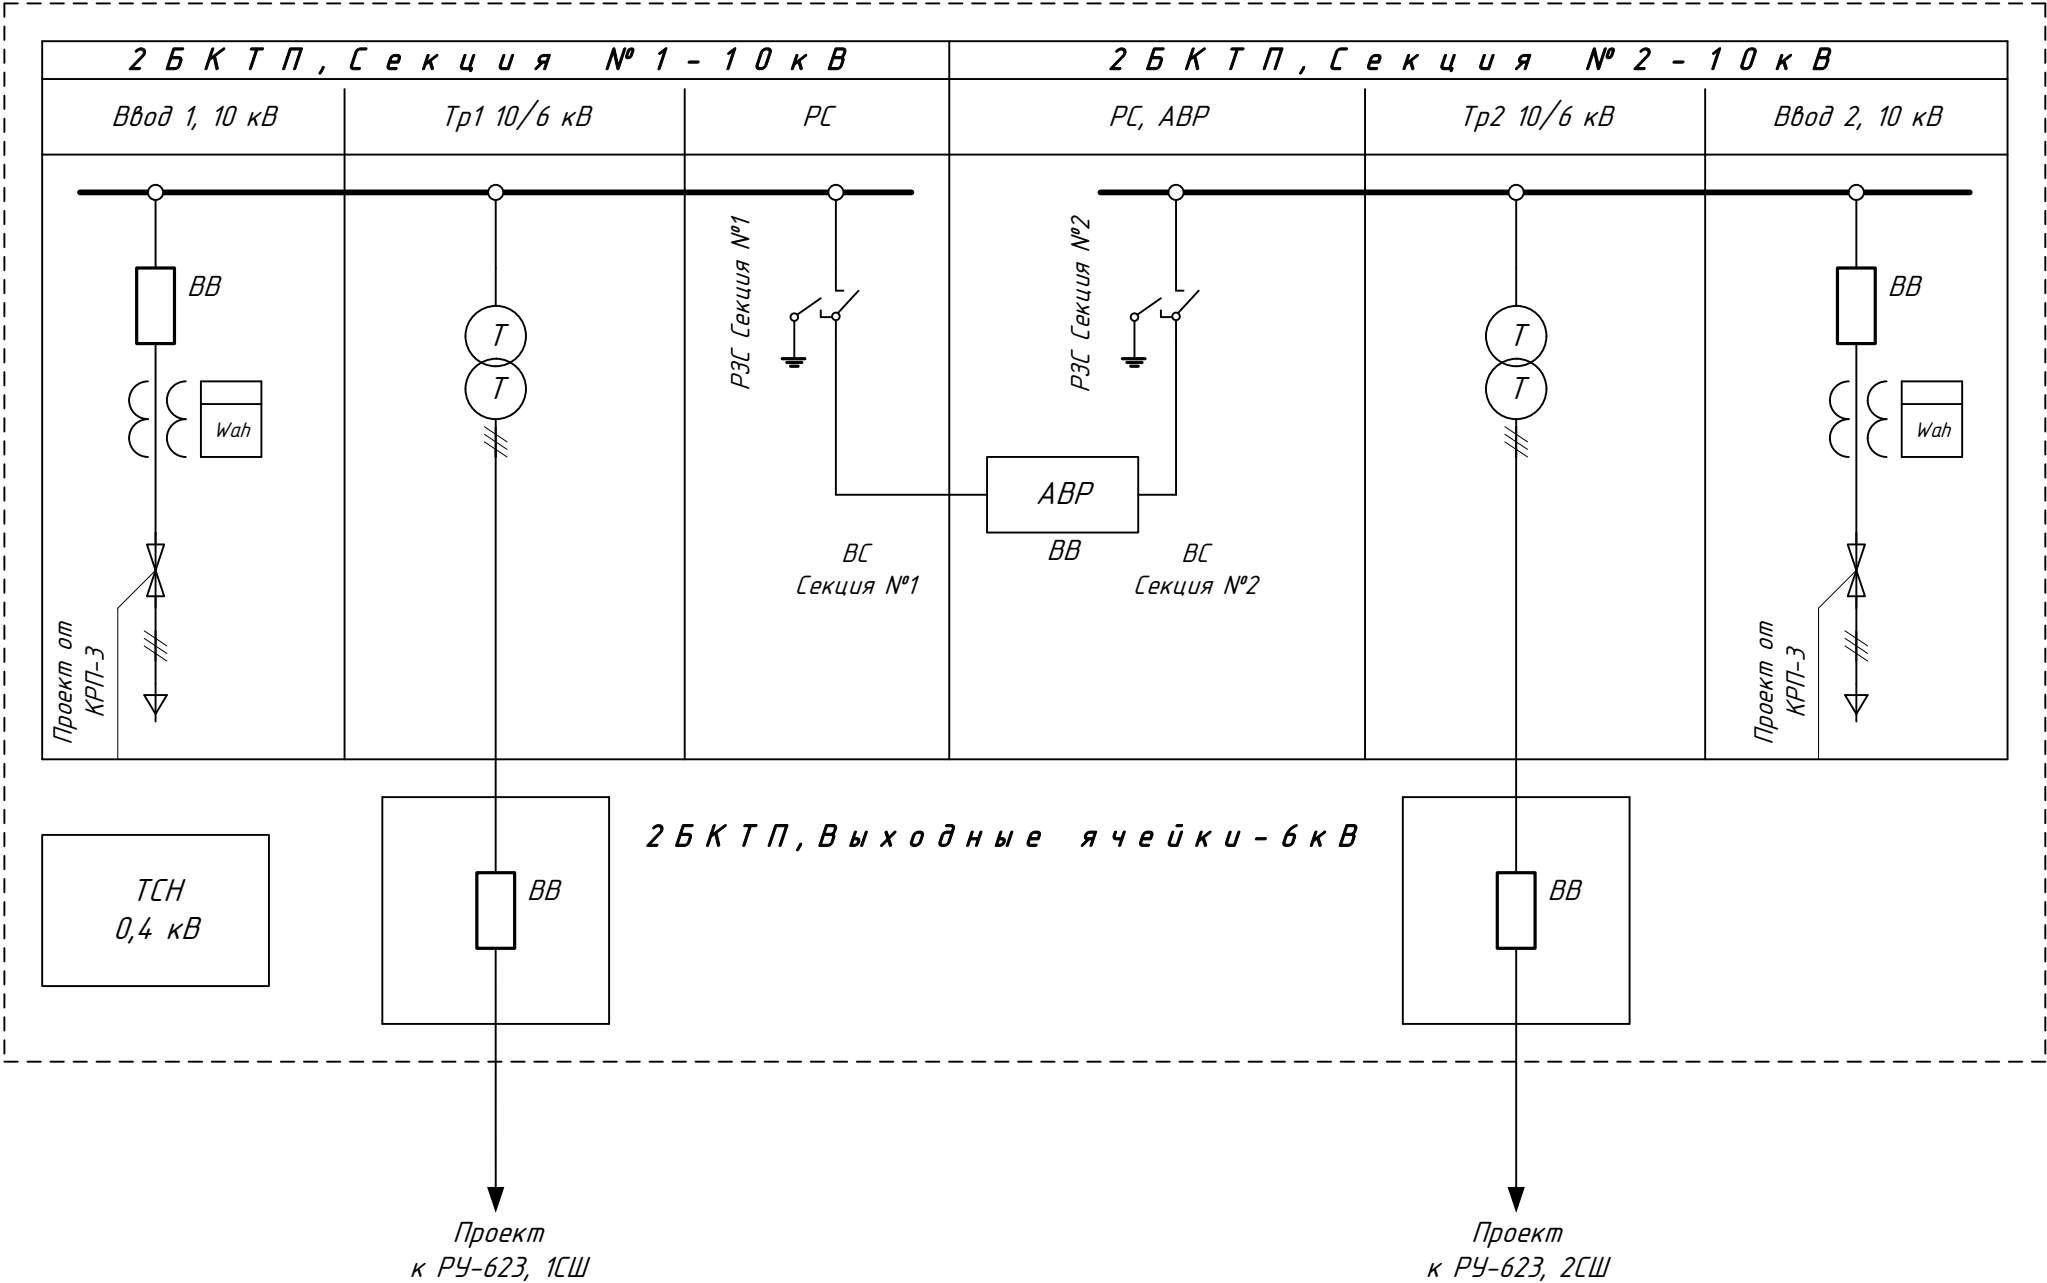 2БКТП, Секция №1-10кВ
2БКТП, Секция №2-10кВ
Ввод 1, 10 кВ
Тр1 10/6 кВ
РС
РС, АВР
Тр2 10/6 кВ
Ввод 2, 10 кВ
ВВ
Wah
Проект от
КРП-3
Т
Т
РЗС Секция №1
ВС
Секция №1
АВР
ВВ
РЗС Секция №2
ВС
Секция №2
Т
Т
ВВ
Wah
Проект от
КРП-3
2БКТП, Выходные ячейки-6кВ
ТСН
0,4 кВ
ВВ
ВВ
Проект
к РУ-623, 1СШ
Проект
к РУ-623, 2СШ